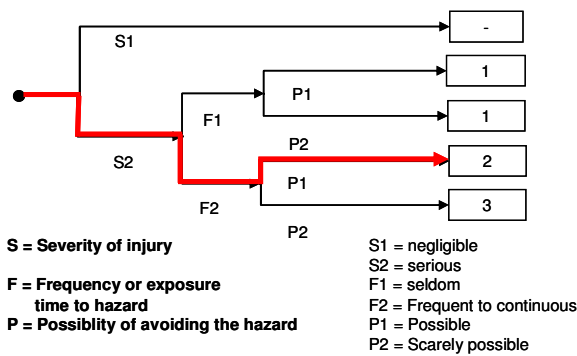 S1
-
1
P1
F1
1
P2
S2
2
P1
F2
3
P2
S = Severity of injury
F = Frequency or exposure
time to hazard
P = Possiblity of avoiding the hazard
S1 = negligible
S2 = serious
F1 = seldom
F2 = Frequent to continuous
P1 = Possible
P2 = Scarely possible